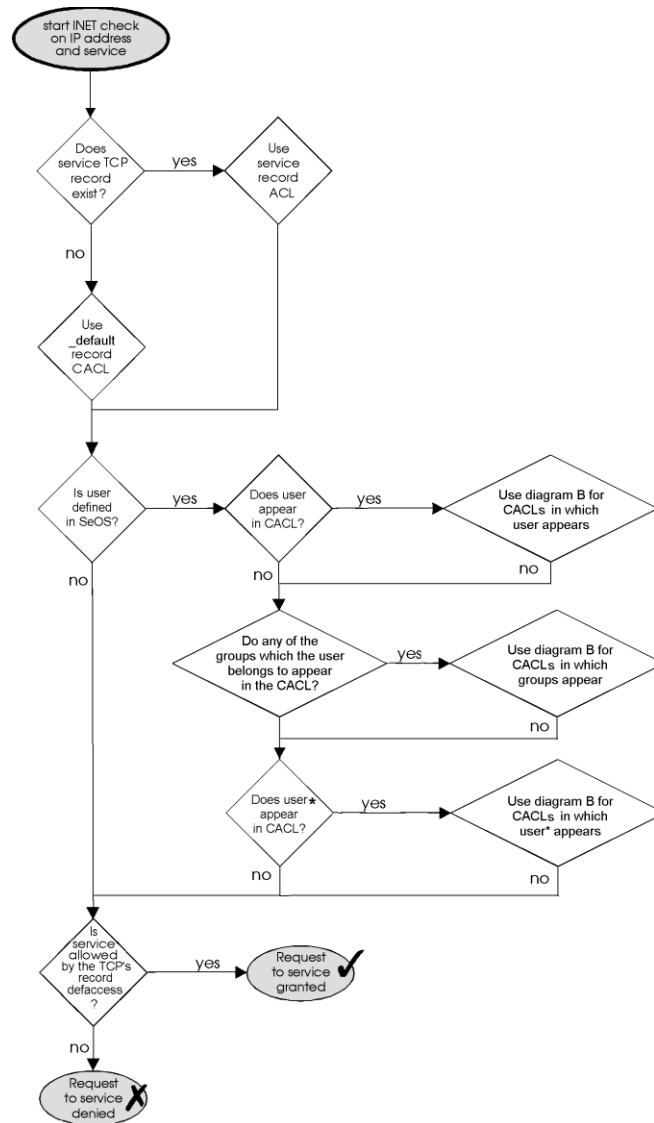 start INET check
on IP address
and service
Does
service TCP
record
exist?
yes
Use
service
record
ACL
no
Use
_default
record
CACL
Is user
defined
in SeOS?
yes
Does user
appear
in CACL?
yes
Use diagram B for
CACLs in which
user appears
no
no
no
Do any of the
groups which the user
belongs to appear
in the CACL?
yes
Use diagram B for
CACLs in which
groups appear
no
no
Does user*
appear
in CACL?
yes
Use diagram B for
CACLs in which
user* appears
no
no
Is
service
allowed
by the TCP's
record
defaccess
?
yes
Request
to service
granted
no
Request
to service
denied